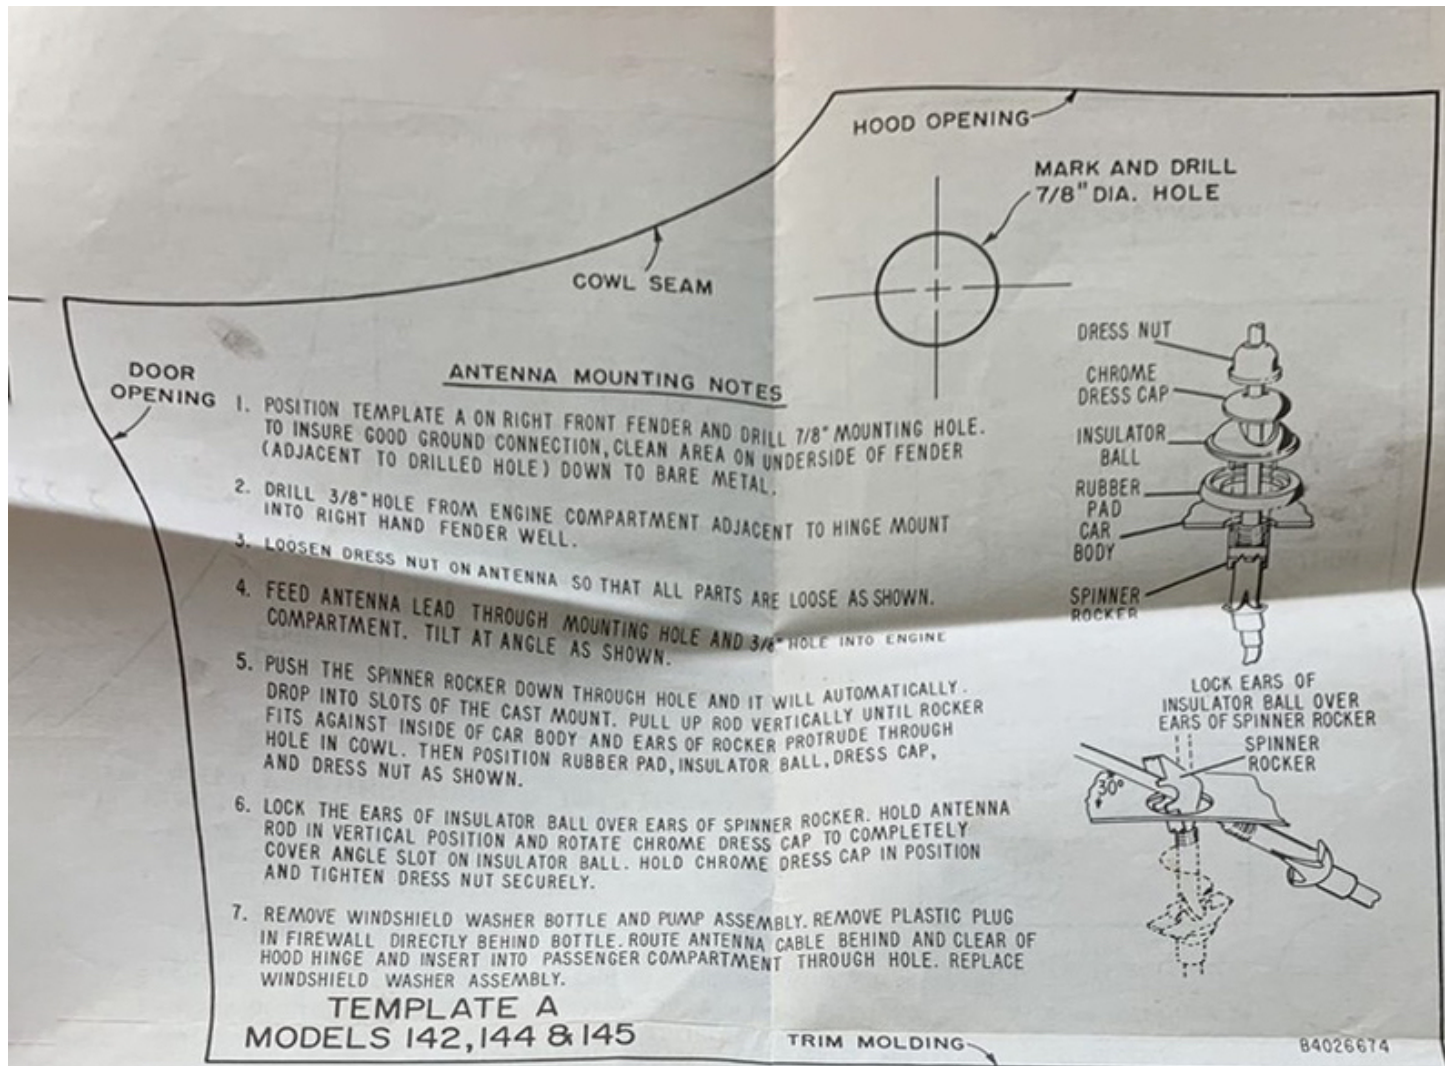 HOOD OPENING
MARK AND DRILL
7/8" DIA. HOLE
COWL SEAM
DOOR
OPENING
ANTENNA MOUNTING NOTES
1. POSITION TEMPLATE A ON RIGHT FRONT FENDER AND DRILL 7/8" MOUNTING HOLE.
TO INSURE GOOD GROUND CONNECTION, CLEAN AREA ON UNDERSIDE OF FENDER
(ADJACENT TO DRILLED HOLE) DOWN TO BARE METAL.
2. DRILL 3/8" HOLE FROM ENGINE COMPARTMENT ADJACENT TO HINGE MOUNT
INTO RIGHT HAND FENDER WELL.
3. LOOSEN DRESS NUT ON ANTENNA SO THAT ALL PARTS ARE LOOSE AS SHOWN.
4. FEED ANTENNA LEAD THROUGH MOUNTING HOLE AND 3/8" HOLE INTO ENGINE
COMPARTMENT. TILT AT ANGLE AS SHOWN.
5. PUSH THE SPINNER ROCKER DOWN THROUGH HOLE AND IT WILL AUTOMATICALLY.
DROP INTO SLOTS OF THE CAST MOUNT. PULL UP ROD VERTICALLY UNTIL ROCKER
FITS AGAINST INSIDE OF CAR BODY AND EARS OF ROCKER PROTRUDE THROUGH
HOLE IN COWL. THEN POSITION RUBBER PAD, INSULATOR BALL, DRESS CAP,
AND DRESS NUT AS SHOWN.
6. LOCK THE EARS OF INSULATOR BALL OVER EARS OF SPINNER ROCKER. HOLD ANTENNA
ROD IN VERTICAL POSITION AND ROTATE CHROME DRESS CAP TO COMPLETELY
COVER ANGLE SLOT ON INSULATOR BALL. HOLD CHROME DRESS CAP IN POSITION
AND TIGHTEN DRESS NUT SECURELY.
7. REMOVE WINDSHIELD WASHER BOTTLE AND PUMP ASSEMBLY. REMOVE PLASTIC PLUG
IN FIREWALL DIRECTLY BEHIND BOTTLE. ROUTE ANTENNA CABLE BEHIND AND CLEAR OF
HOOD HINGE AND INSERT INTO PASSENGER COMPARTMENT THROUGH HOLE. REPLACE
WINDSHIELD WASHER ASSEMBLY.
DRESS NUT
CHROME
DRESS CAP
INSULATOR
BALL
RUBBER
PAD
CAR
BODY
SPINNER
ROCKER
LOCK EARS OF
INSULATOR BALL OVER
EARS OF SPINNER ROCKER
SPINNER
ROCKER
30°
TEMPLATE A
MODELS 142, 144 & 145
TRIM MOLDING
84026674